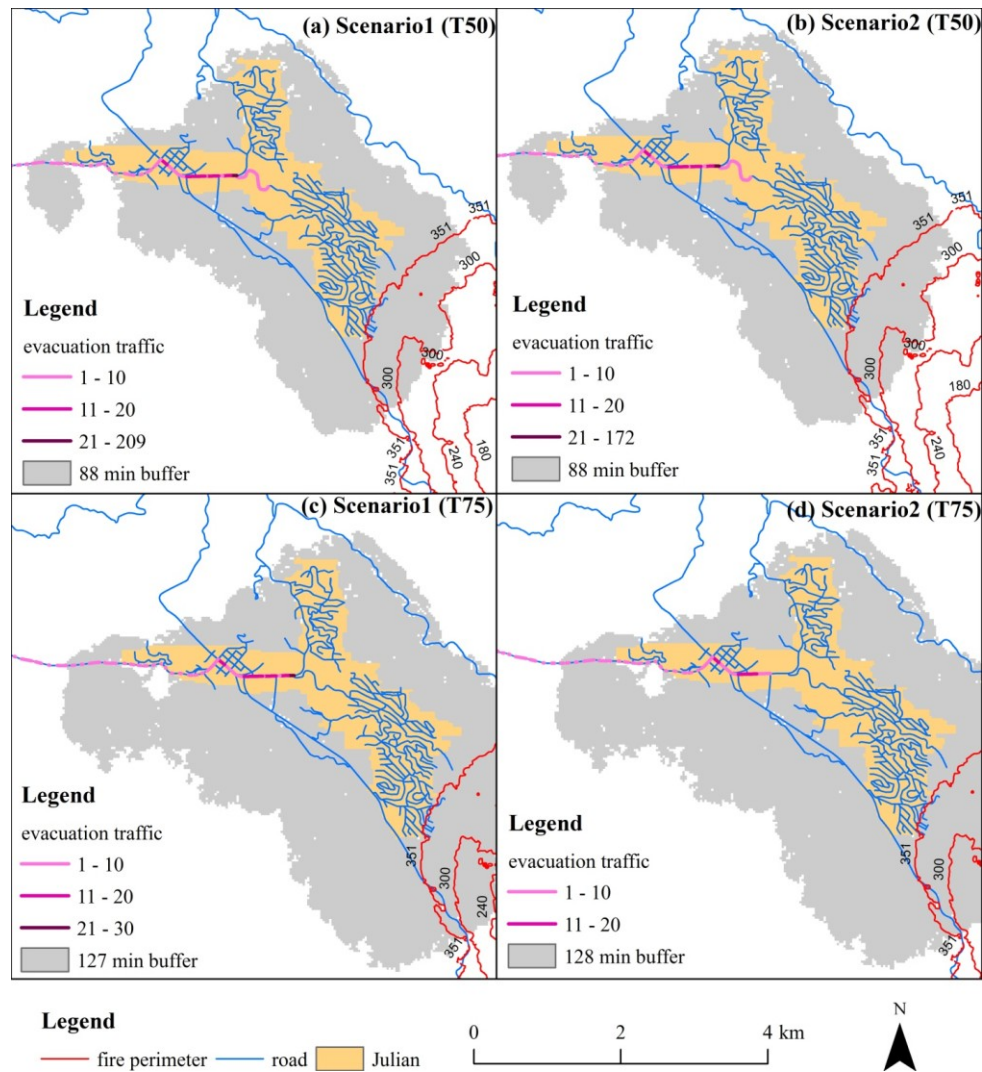 (a) Scenario1 (T50)
351
351
300
300
300
351
351
180
240
Legend
evacuation traffic
1 - 10
11 - 20
21 - 209
88 min buffer
(b) Scenario2 (T50)
351
351
300
300
300
180
351
351
240
180
Legend
evacuation traffic
1 - 10
11 - 20
21 - 172
88 min buffer
(c) Scenario1 (T75)
351
300
240
351
Legend
evacuation traffic
1 - 10
11 - 20
21 - 30
127 min buffer
(d) Scenario2 (T75)
351
300
351
Legend
evacuation traffic
1 - 10
11 - 20
128 min buffer
Legend
fire perimeter road Julian
0 2 4 km
N